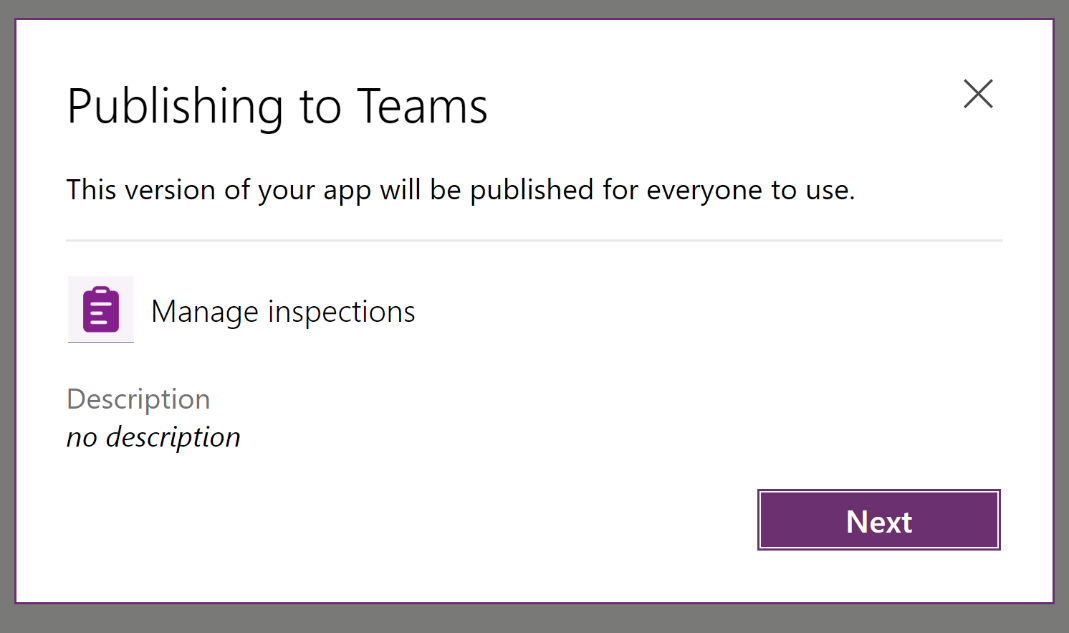 Publishing to Teams
This version of your app will be published for everyone to use.
Manage inspections
Description
no description
Next